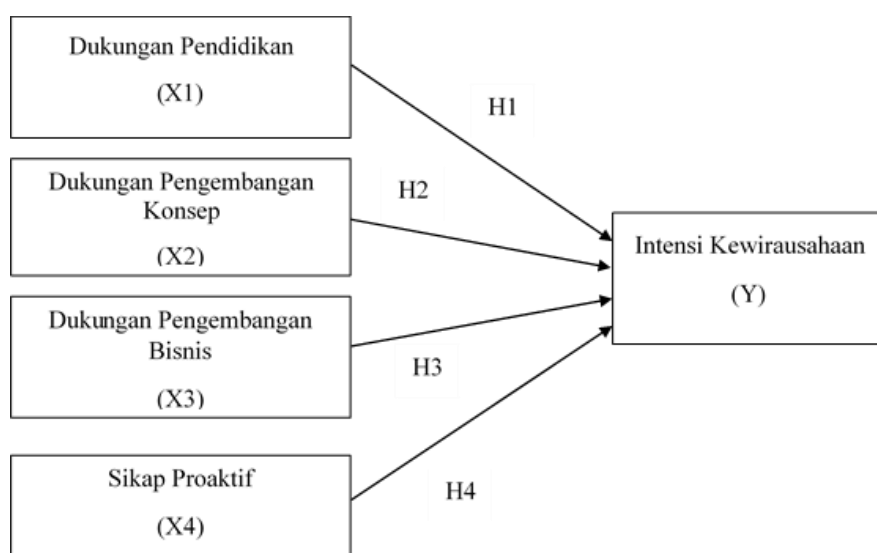 Dukungan Pendidikan
(X1)
H1
Dukungan Pengembangan
Konsep
(X2)
H2
Intensi Kewirausahaan
(Y)
Dukungan Pengembangan
Bisnis
(X3)
H3
Sikap Proaktif
(X4)
H4